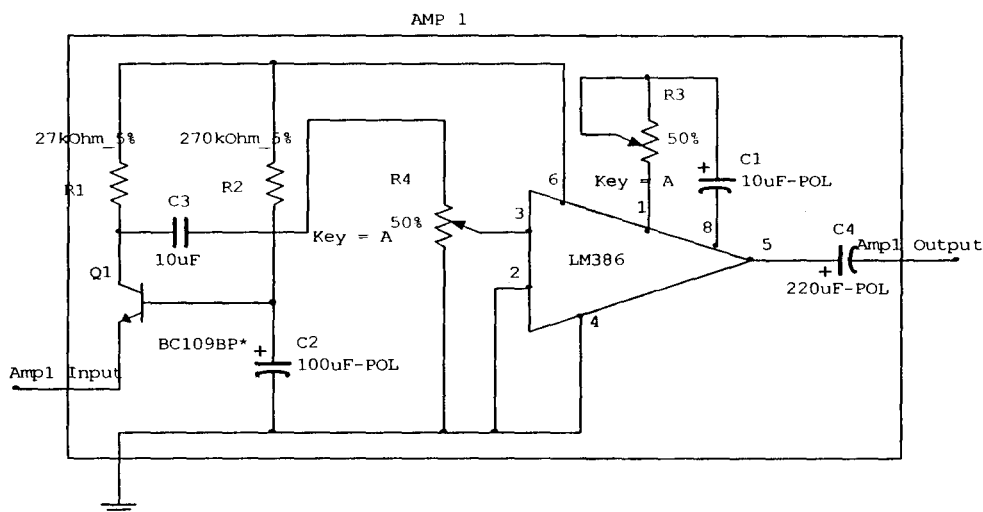 AMP 1
27kOhm_5%
270kOhm_5%
R1
R2
C3
10uF
Q1
BC109BP*
C2
100uF-POL
Amp1 Input
R4
50%
Key = A
R3
50%
Key = A
C1
10uF-POL
6
3
1
8
2
LM386
5
4
C4
220uF-POL
Amp1 Output